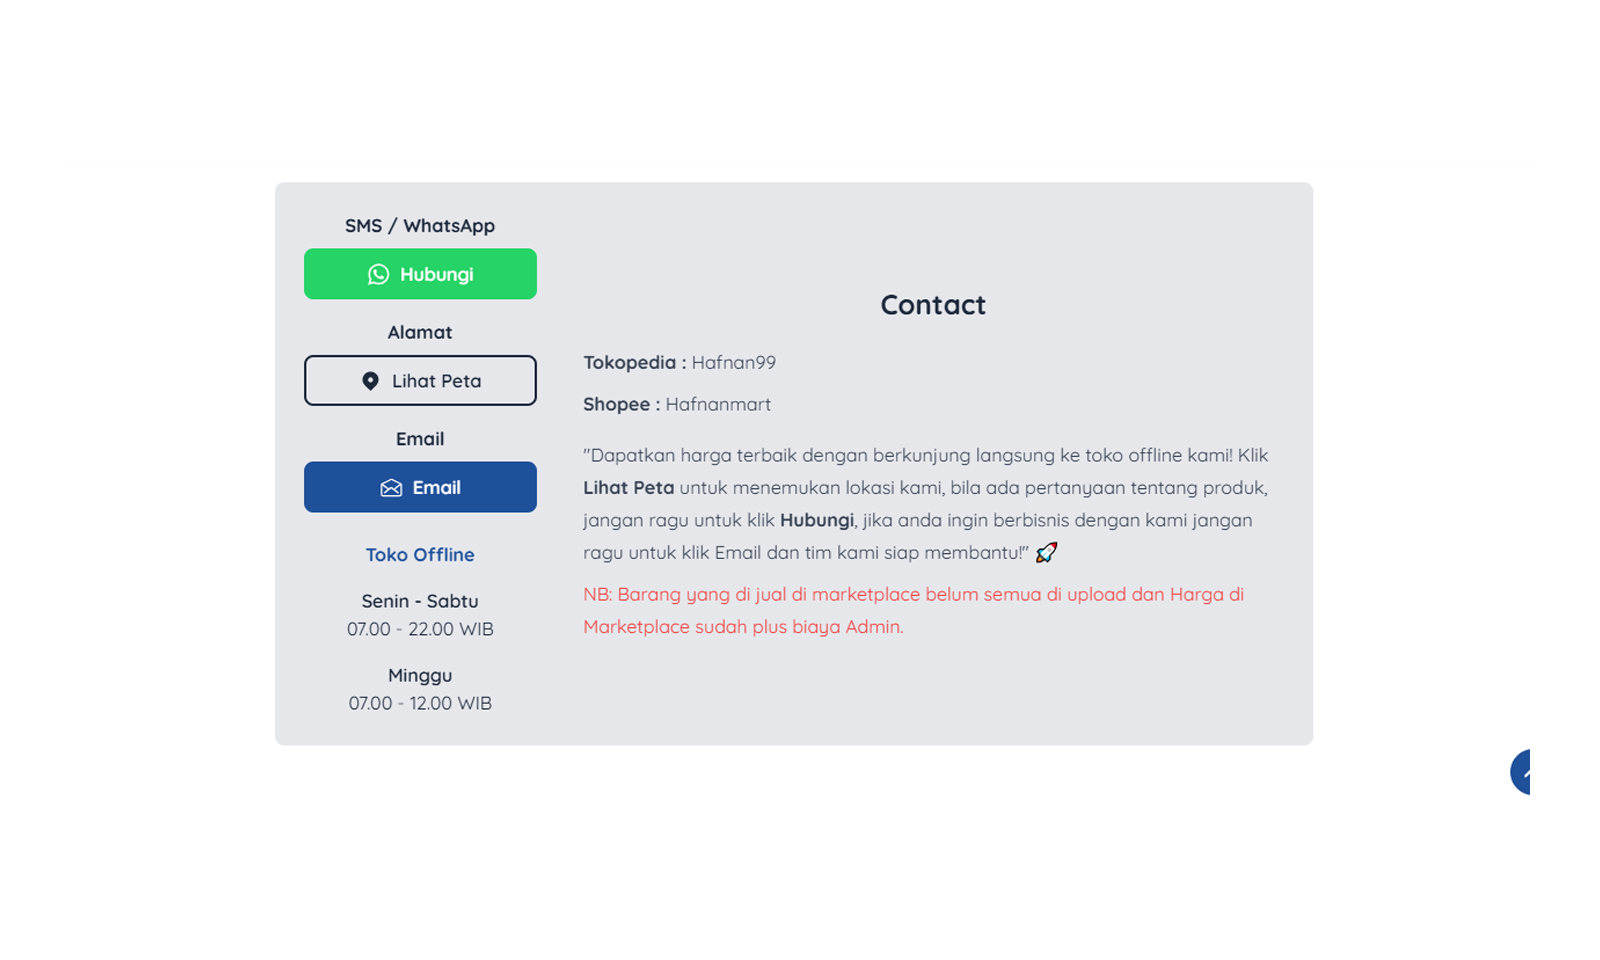 SMS / WhatsApp
Hubungi
Alamat
Lihat Peta
Email
Email
Toko Offline
Senin - Sabtu
07.00 - 22.00 WIB
Minggu
07.00 - 12.00 WIB
Contact
Tokopedia : Hafnan99
Shopee : Hafnanmart
"Dapatkan harga terbaik dengan berkunjung langsung ke toko offline kami! Klik
Lihat Peta untuk menemukan lokasi kami, bila ada pertanyaan tentang produk,
jangan ragu untuk klik Hubungi, jika anda ingin berbisnis dengan kami jangan
ragu untuk klik Email dan tim kami siap membantu!" 🚀
NB: Barang yang di jual di marketplace belum semua di upload dan Harga di
Marketplace sudah plus biaya Admin.